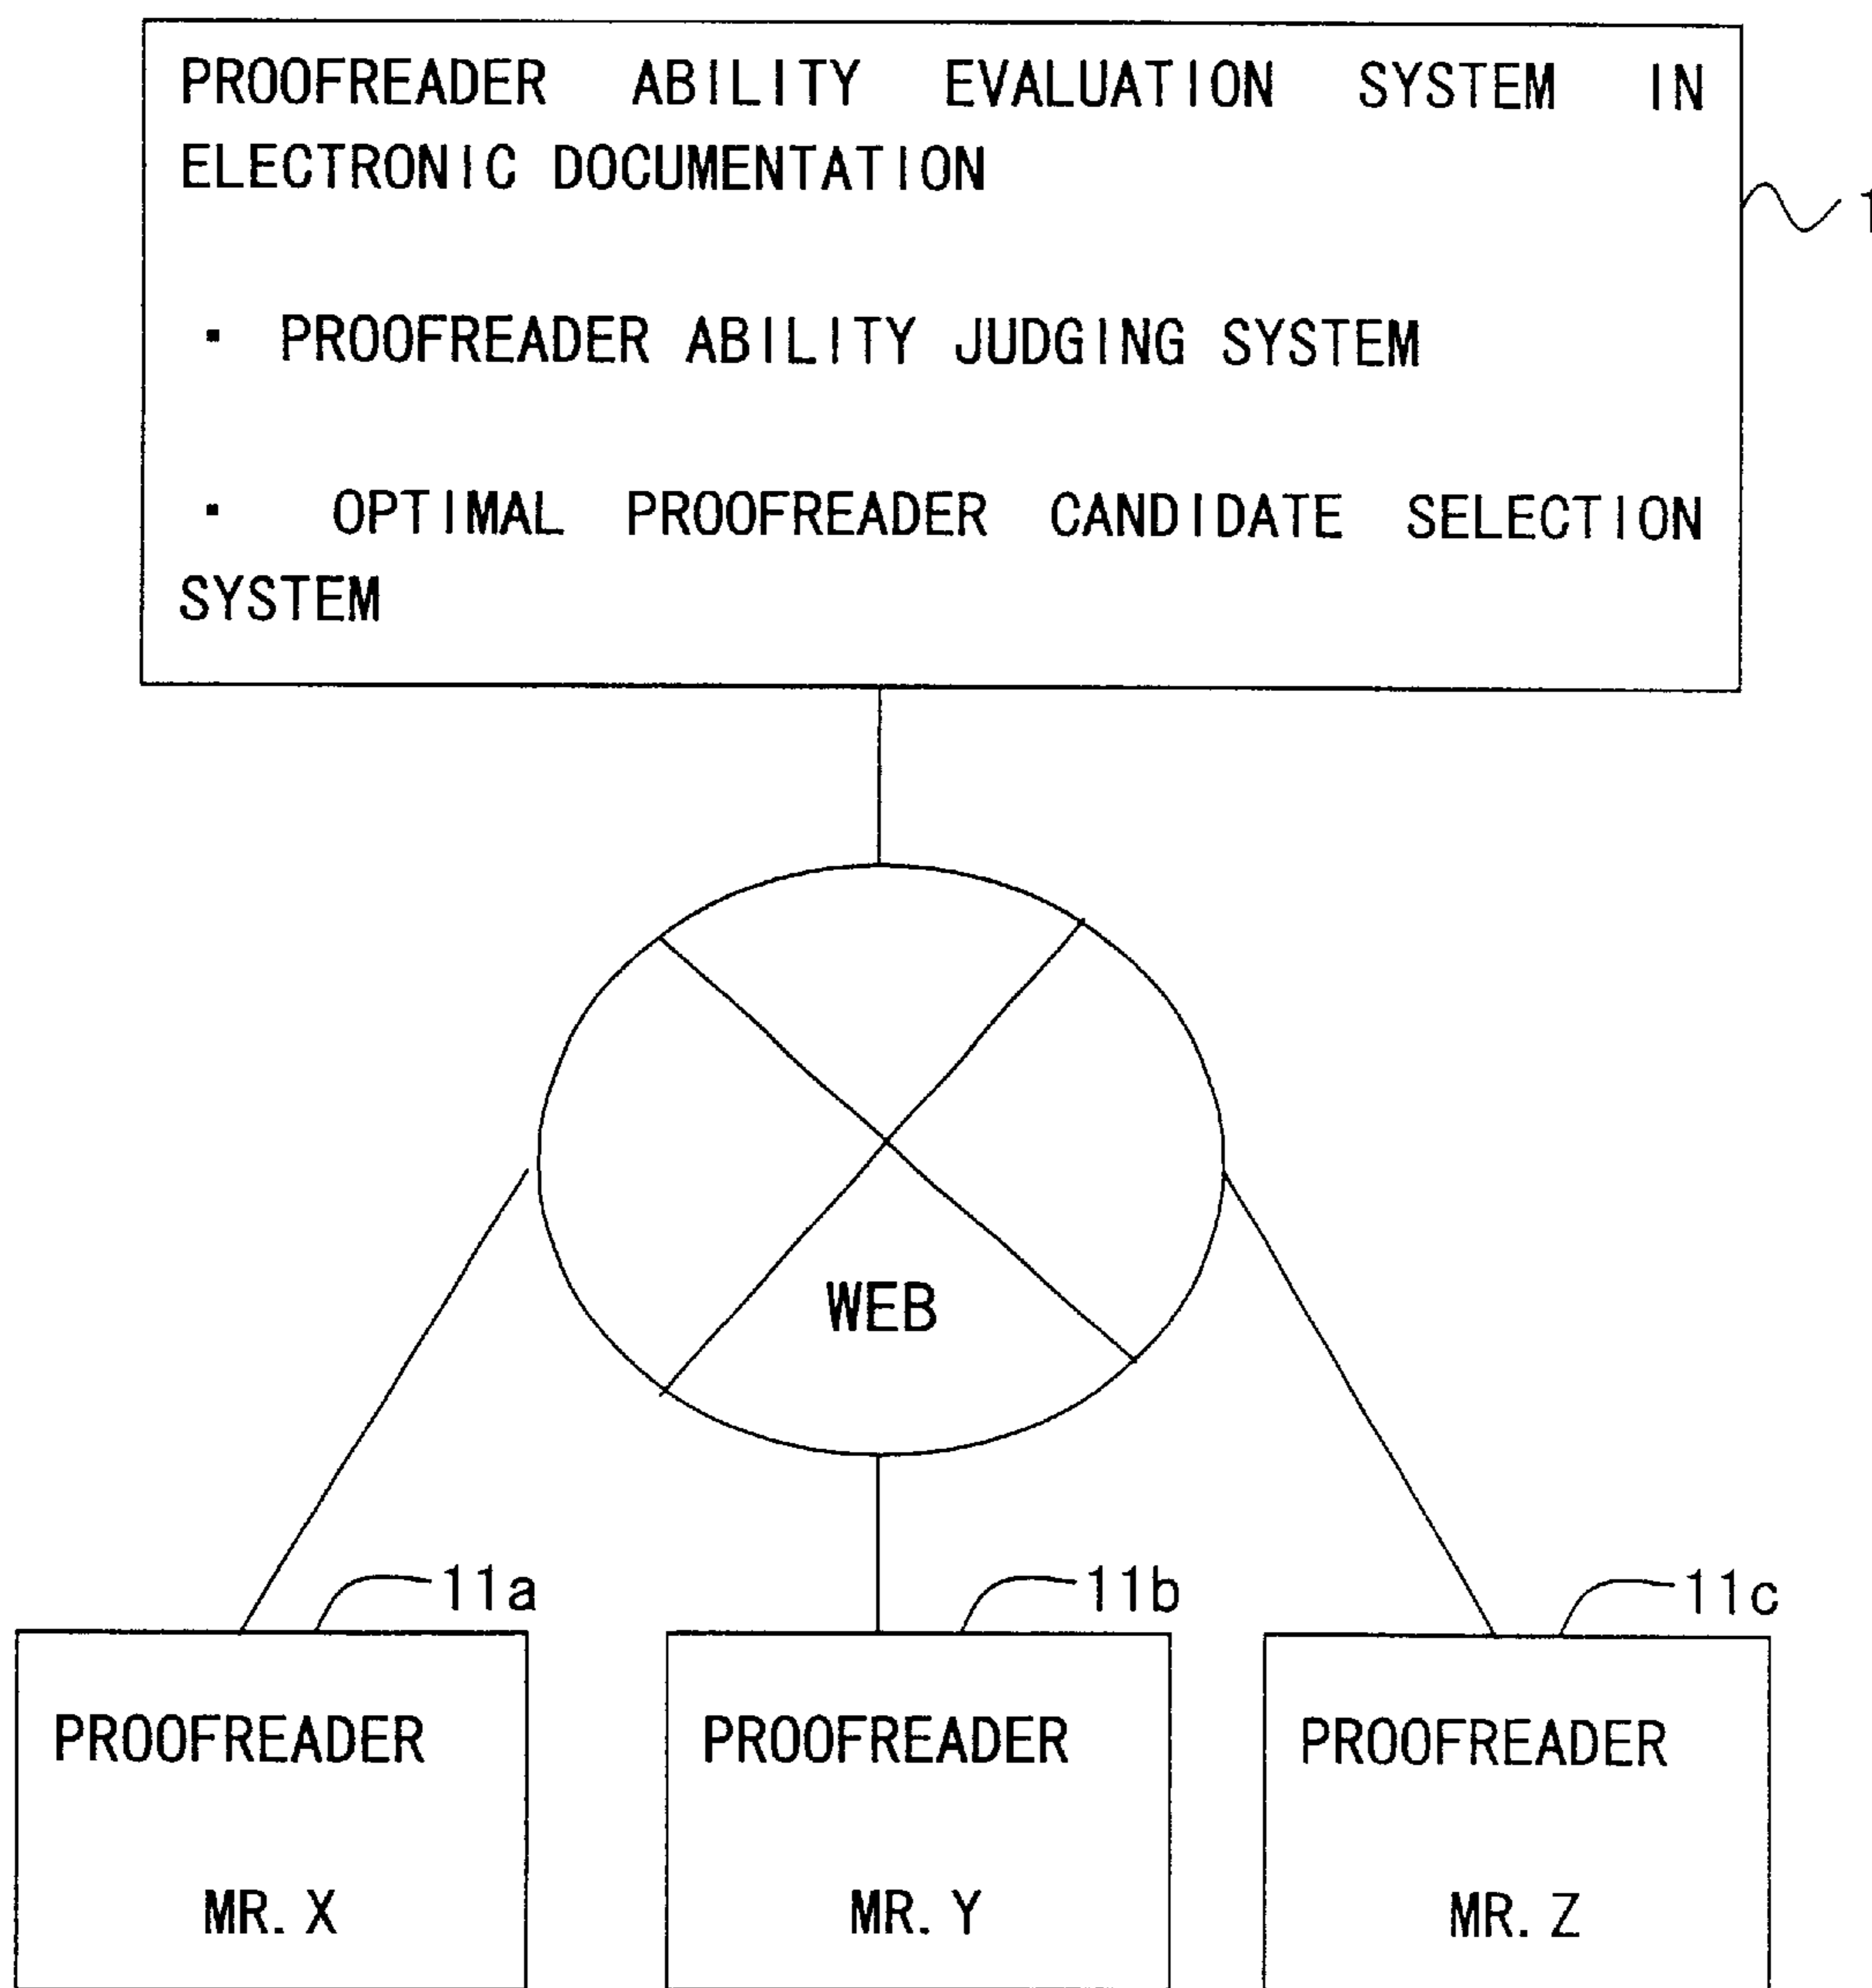 PROOFREADER ABILITY EVALUATION SYSTEM IN
ELECTRONIC DOCUMENTATION
1
▪ PROOFREADER ABILITY JUDGING SYSTEM
▪ OPTIMAL PROOFREADER CANDIDATE SELECTION
SYSTEM
WEB
11a
11b
11c
PROOFREADER
MR. X
PROOFREADER
MR. Y
PROOFREADER
MR. Z